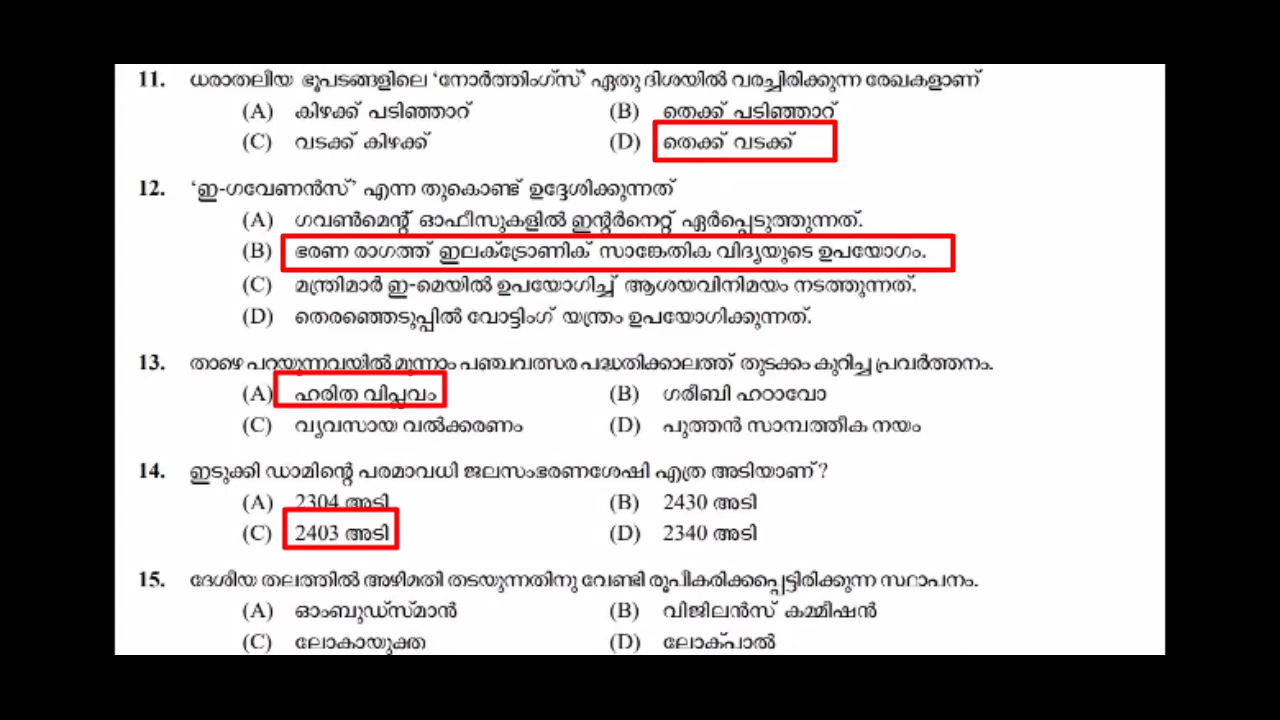 11. ധരാതലീയ ഭൂപടങ്ങളിലെ ‘നോർത്തിംഗ്സ്’ ഏതു ദിശയിൽ വരച്ചിരിക്കുന്ന രേഖകളാണ്
(A) കിഴക്ക് പടിഞ്ഞാറ് (B) തെക്ക് പടിഞ്ഞാറ്
(C) വടക്ക് കിഴക്ക് (D) തെക്ക് വടക്ക്
12. ‘ഇ-ഗവേണൻസ്’ എന്ന തുകൊണ്ട് ഉദ്ദേശിക്കുന്നത്
(A) ഗവൺമെന്റ് ഓഫീസുകളിൽ ഇന്റർനെറ്റ് ഏർപ്പെടുത്തുന്നത്.
(B) ഭരണ രാഗത്ത് ഇലക്ട്രോണിക് സാങ്കേതിക വിദ്യയുടെ ഉപയോഗം.
(C) മന്ത്രിമാർ ഇ-മെയിൽ ഉപയോഗിച്ച് ആശയവിനിമയം നടത്തുന്നത്.
(D) തെരഞ്ഞെടുപ്പിൽ വോട്ടിംഗ് യന്ത്രം ഉപയോഗിക്കുന്നത്.
13. താഴെ പറയുന്നവയിൽ മൂന്നാം പഞ്ചവത്സര പദ്ധതിക്കാലത്ത് തുടക്കം കുറിച്ച പ്രവർത്തനം.
(A) ഹരിത വിപ്ലവം (B) ഗരീബി ഹഠാവോ
(C) വ്യവസായ വൽക്കരണം (D) പുത്തൻ സാമ്പത്തീക നയം
14. ഇടുക്കി ഡാമിന്റെ പരമാവധി ജലസംഭരണശേഷി എത്ര അടിയാണ്?
(A) 2304 അടി (B) 2430 അടി
(C) 2403 അടി (D) 2340 അടി
15. ദേശീയ തലത്തിൽ അഴിമതി തടയുന്നതിനു വേണ്ടി രൂപീകരിക്കപ്പെട്ടിരിക്കുന്ന സ്ഥാപനം.
(A) ഓംബുഡ്സ്മാൻ (B) വിജിലൻസ് കമ്മീഷൻ
(C) ലോകായുക്ത (D) ലോക്പാൽ